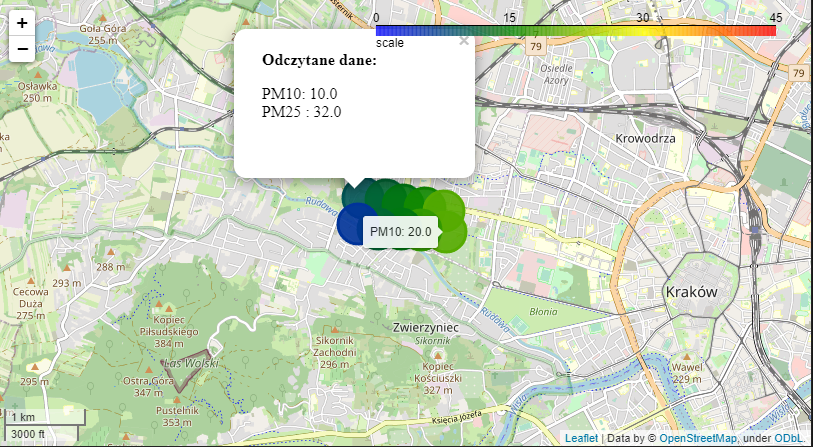 +
−
Goła Góra
255 m
Osławka
250 m
0 15 30 45
scale
×
Odczytane dane:
PM10: 10.0
PM25 : 32.0
79
79
Osiedle
Azory
Krowodrza
Rudawa
PM10: 20.0
288 m
293 m
Cecowa
Duża
275 m
Kopiec
Piłsudskiego
384 m
Las Wolski
Ostra Góra
347 m
295 m
Pustelnik
353 m
Zwierzyniec
Salwator
Sikornik
Sikornik
Zachodni
296 m
Kopiec
Kościuszki
327 m
Rudawa
Błonia
Kraków
Wawel
229 m
Księcia Józefa
1 km
3000 ft
Leaflet | Data by © OpenStreetMap, under ODbL.